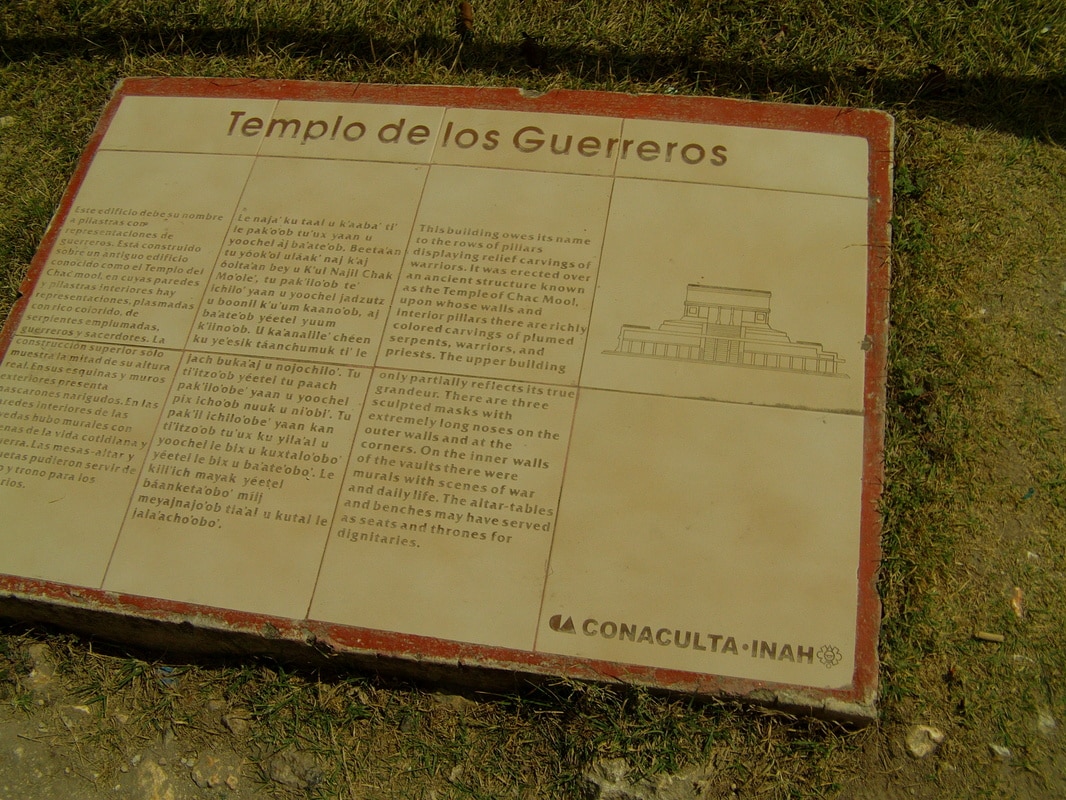 Templo de los Guerreros
Este edificio debe su nombre
a pilastras con
representaciones de
guerreros. Está construido
sobre un antiguo edificio
conocido como el Templo del
Chac mool, en cuyas paredes
y pilastras interiores hay
representaciones, plasmadas
con rico colorido, de
serpientes emplumadas,
guerreros y sacerdotes. La
construcción superior sólo
muestra la mitad de su altura
real. En sus esquinas y muros
exteriores presenta
mascarones narigudos. En las
paredes interiores de las
hubo murales con
de la vida cotidiana y
Las mesas-altar y
pudieron servir de
y trono para los
Le naja' ku taal u k'aaba' ti'
le pak'o'ob tu'ux yaan u
yoochel áj ba'ate'ob. Beeta'an
tu yóok'ol uláak' naj k'aj
óolta'an bey u K'ul Najil Chak
Mo'ole', tu pak'ilo'ob te'
ichilo' yaan u yoochel jadzutz
u boonil k'u'um kaano'ob, aj
ba'ate'ob yéetel yuum
k'iino'ob. U ka'analile' chéen
ku ye'esik táanchumuk ti' le
jach buka'aj u nojochilo'. Tu
ti'itzo'ob yéetel tu paach
pak'ilo'obe' yaan u yoochel
pix icho'ob nuuk u ni'obi'. Tu
pak'il ichilo'obe' yaan kan
ti'itzo'ob tu'ux ku yila'al u
yoochel le bix u kuxtalo'obo'
yéetel le bix u ba'ate'obo'. Le
kili'ich mayak yéetel
báanketa'obo' miij
meyajnajo'ob tia'al u kutal le
jala'acho'obo'.
This building owes its name
to the rows of pillars
displaying relief carvings of
warriors. It was erected over
an ancient structure known
as the Temple of Chac Mool,
upon whose walls and
interior pillars there are richly
colored carvings of plumed
serpents, warriors, and
priests. The upper building
only partially reflects its true
grandeur. There are three
sculpted masks with
extremely long noses on the
outer walls and at the
corners. On the inner walls
of the vaults there were
murals with scenes of war
and daily life. The altar-tables
and benches may have served
as seats and thrones for
dignitaries.
CONACULTA•INAH